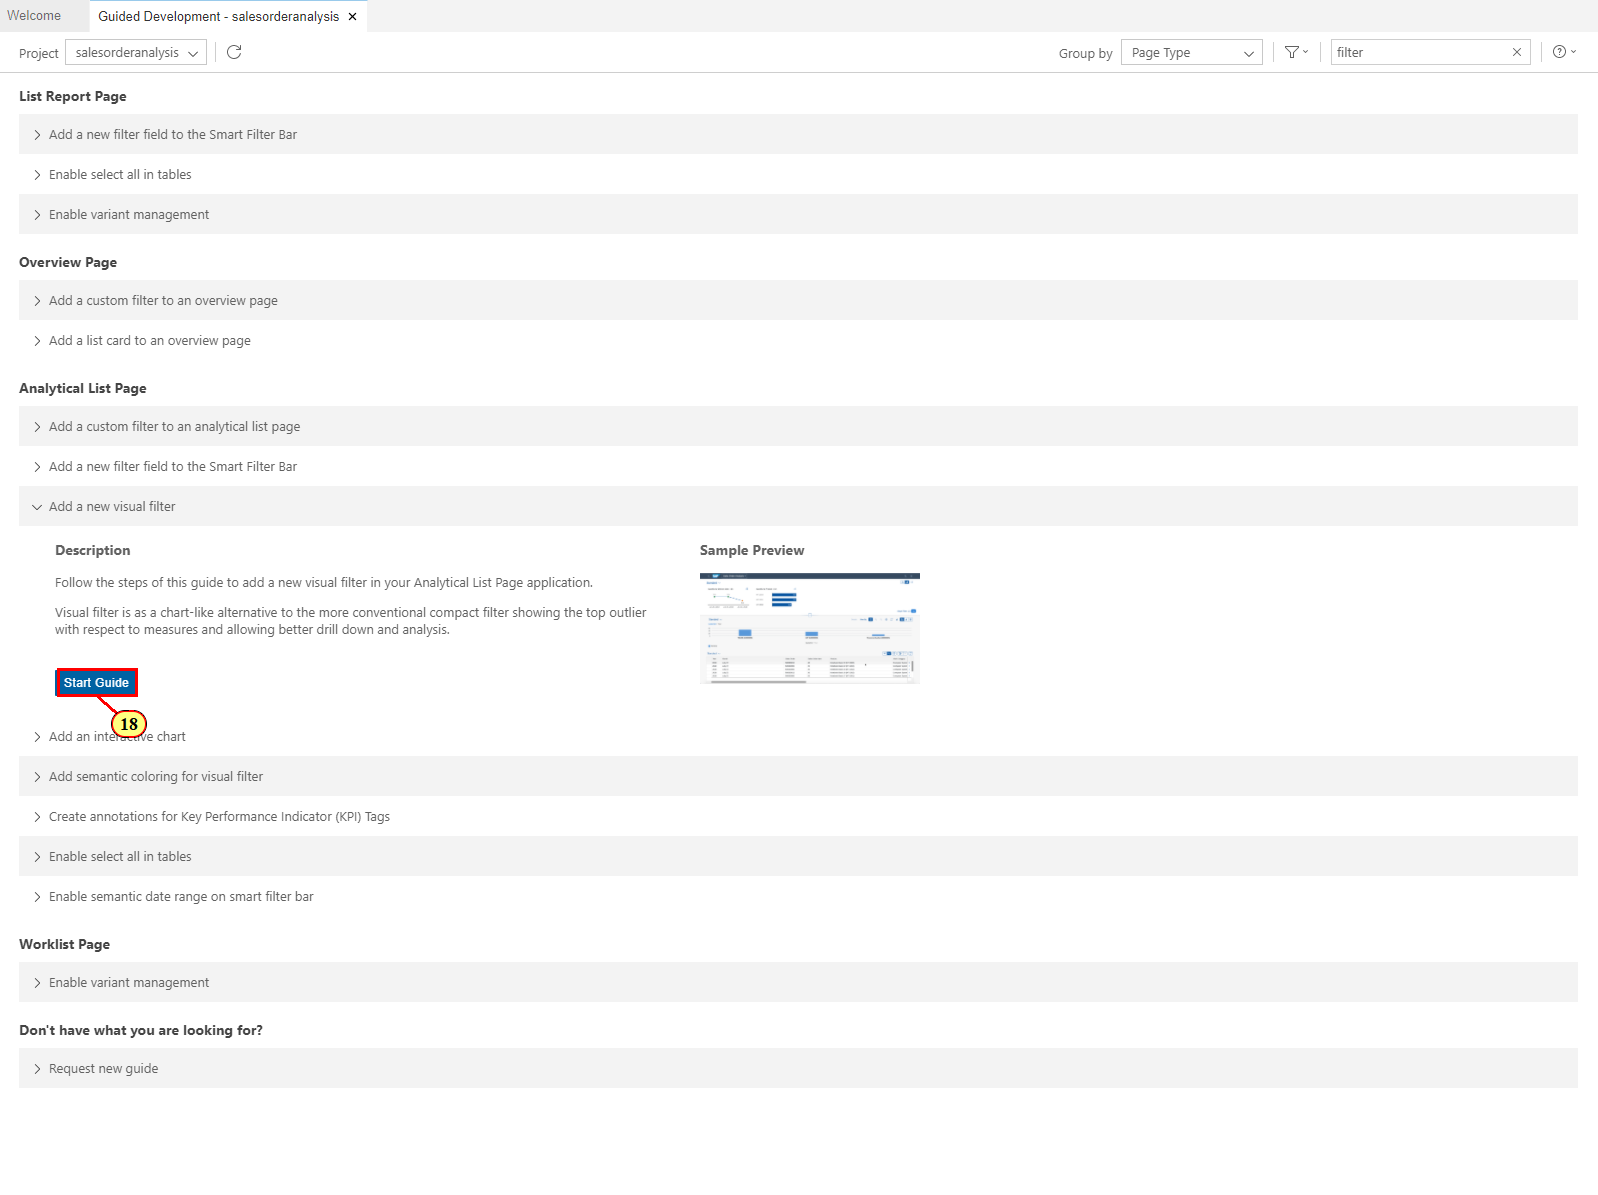 Welcome
Guided Development - salesorderanalysis
Project salesorderanalysis
Group by Page Type
filter
List Report Page
Add a new filter field to the Smart Filter Bar
Enable select all in tables
Enable variant management
Overview Page
Add a custom filter to an overview page
Add a list card to an overview page
Analytical List Page
Add a custom filter to an analytical list page
Add a new filter field to the Smart Filter Bar
Add a new visual filter
Description
Follow the steps of this guide to add a new visual filter in your Analytical List Page application.
Visual filter is as a chart-like alternative to the more conventional compact filter showing the top outlier
with respect to measures and allowing better drill down and analysis.
Sample Preview
Start Guide
18
Add an interactive chart
Add semantic coloring for visual filter
Create annotations for Key Performance Indicator (KPI) Tags
Enable select all in tables
Enable semantic date range on smart filter bar
Worklist Page
Enable variant management
Don't have what you are looking for?
Request new guide